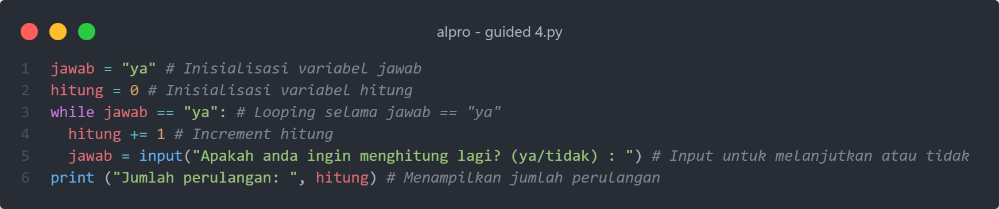 alpro - guided 4.py
1 jawab = "ya" # Inisialisasi variabel jawab
2 hitung = 0 # Inisialisasi variabel hitung
3 while jawab == "ya": # Looping selama jawab == "ya"
4   hitung += 1 # Increment hitung
5   jawab = input("Apakah anda ingin menghitung lagi? (ya/tidak) : ") # Input untuk melanjutkan atau tidak
6 print ("Jumlah perulangan: ", hitung) # Menampilkan jumlah perulangan